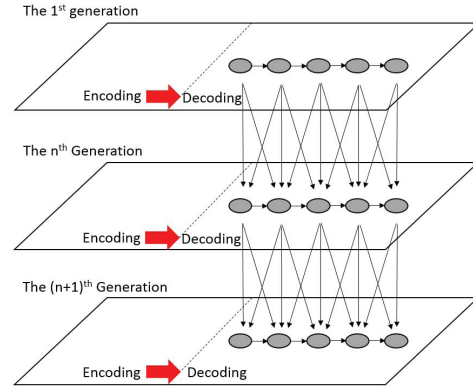 The 1st generation
Encoding Decoding
The nth Generation
Encoding Decoding
The (n+1)th Generation
Encoding Decoding